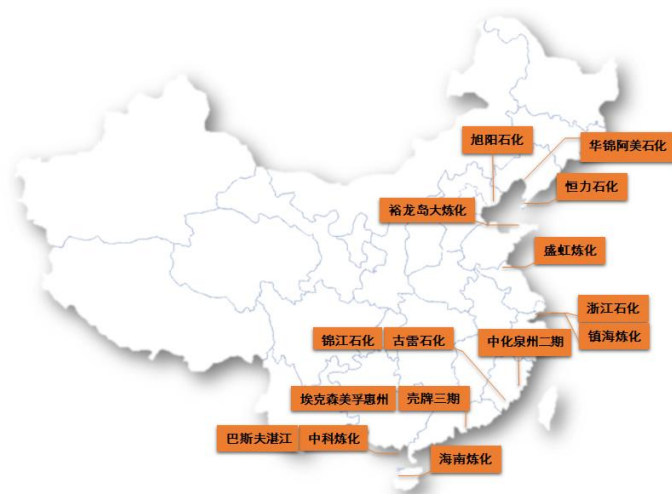 旭阳石化
华锦阿美石化
恒力石化
裕龙岛大炼化
盛虹炼化
浙江石化
锦江石化 古雷石化 中化泉州二期 镇海炼化
埃克森美孚惠州 壳牌三期
巴斯夫湛江 中科炼化
海南炼化